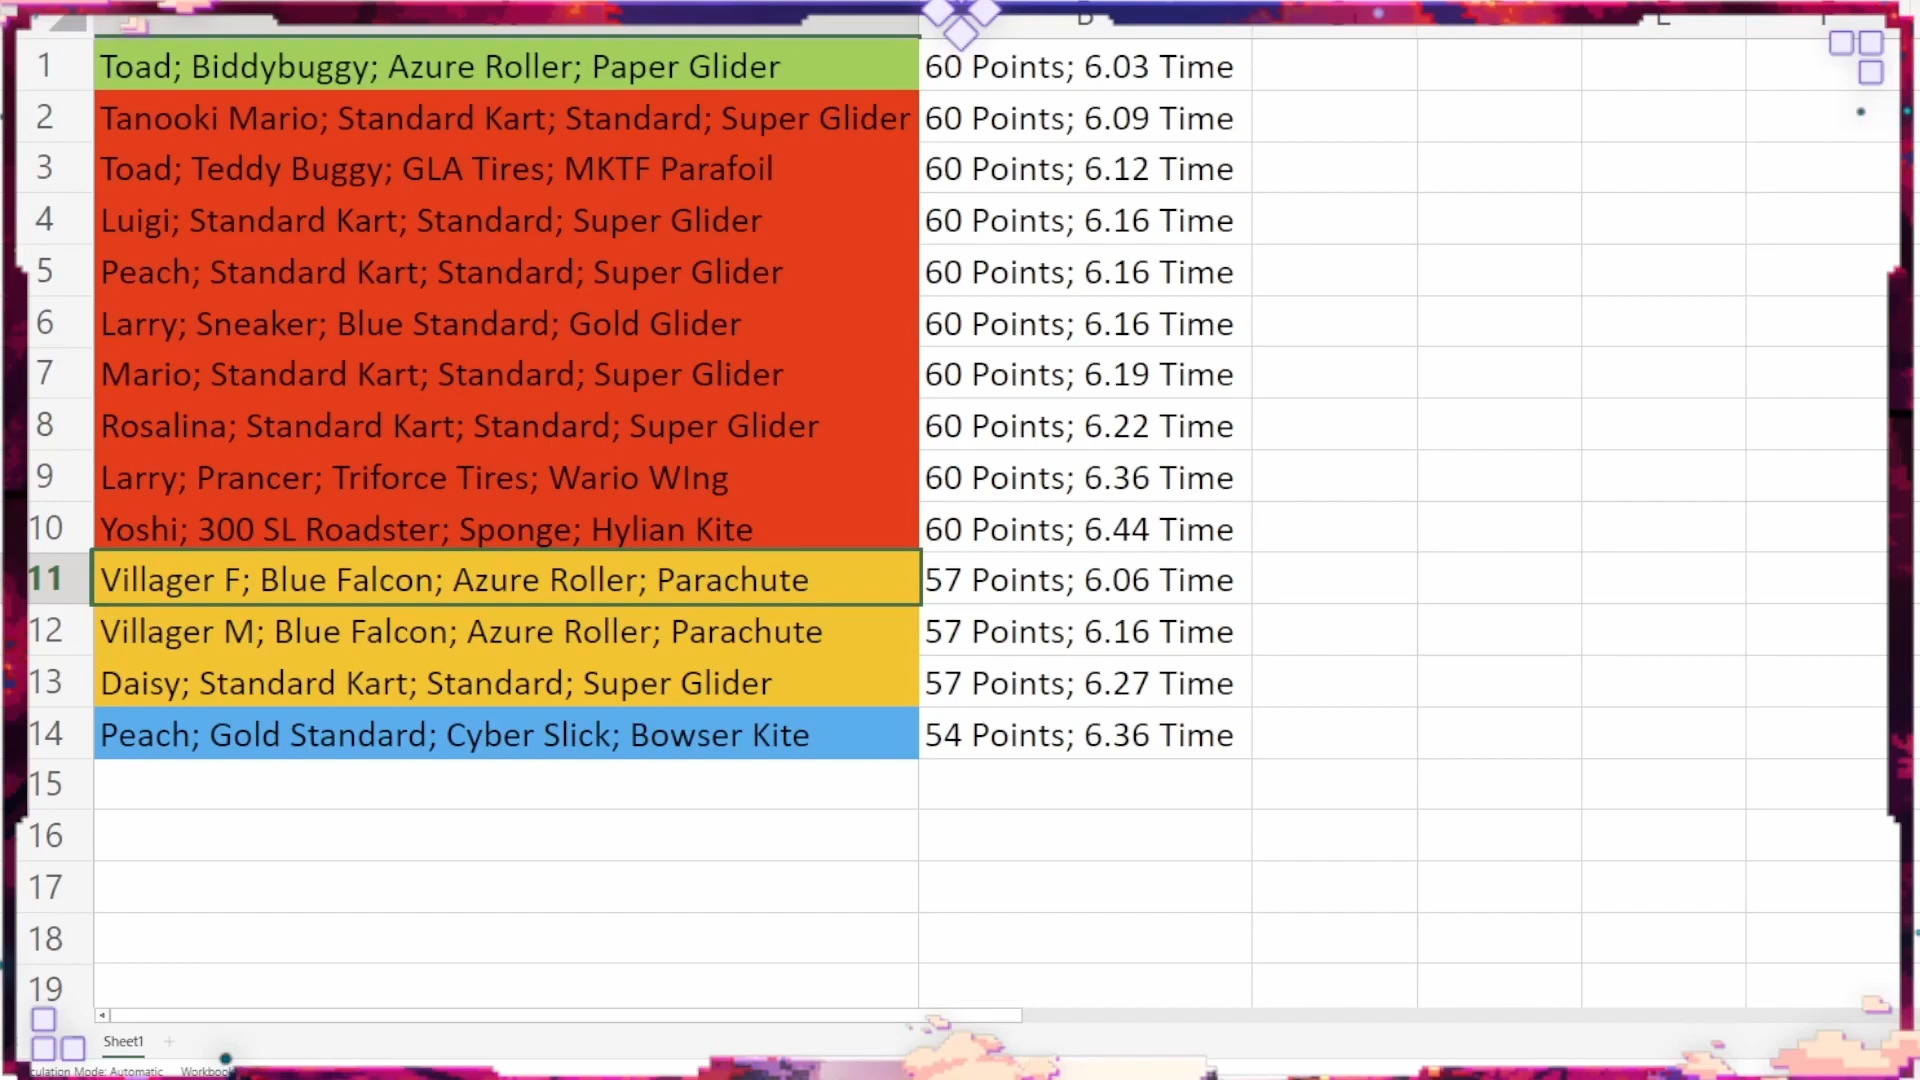 B E F
1 Toad; Biddybuggy; Azure Roller; Paper Glider 60 Points; 6.03 Time
2 Tanooki Mario; Standard Kart; Standard; Super Glider 60 Points; 6.09 Time
3 Toad; Teddy Buggy; GLA Tires; MKTF Parafoil 60 Points; 6.12 Time
4 Luigi; Standard Kart; Standard; Super Glider 60 Points; 6.16 Time
5 Peach; Standard Kart; Standard; Super Glider 60 Points; 6.16 Time
6 Larry; Sneaker; Blue Standard; Gold Glider 60 Points; 6.16 Time
7 Mario; Standard Kart; Standard; Super Glider 60 Points; 6.19 Time
8 Rosalina; Standard Kart; Standard; Super Glider 60 Points; 6.22 Time
9 Larry; Prancer; Triforce Tires; Wario WIng 60 Points; 6.36 Time
10 Yoshi; 300 SL Roadster; Sponge; Hylian Kite 60 Points; 6.44 Time
11 Villager F; Blue Falcon; Azure Roller; Parachute 57 Points; 6.06 Time
12 Villager M; Blue Falcon; Azure Roller; Parachute 57 Points; 6.16 Time
13 Daisy; Standard Kart; Standard; Super Glider 57 Points; 6.27 Time
14 Peach; Gold Standard; Cyber Slick; Bowser Kite 54 Points; 6.36 Time
15
16
17
18
19
Sheet1 +
culation Mode: Automatic Workbook